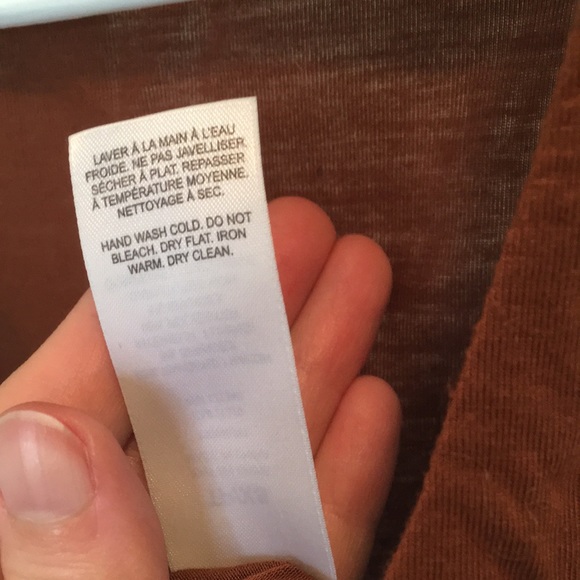 LAVER À LA MAIN À L'EAU
FROIDE. NE PAS JAVELLISER.
SÉCHER À PLAT. REPASSER
À TEMPÉRATURE MOYENNE.
NETTOYAGE À SEC.
HAND WASH COLD. DO NOT
BLEACH. DRY FLAT. IRON
WARM. DRY CLEAN.